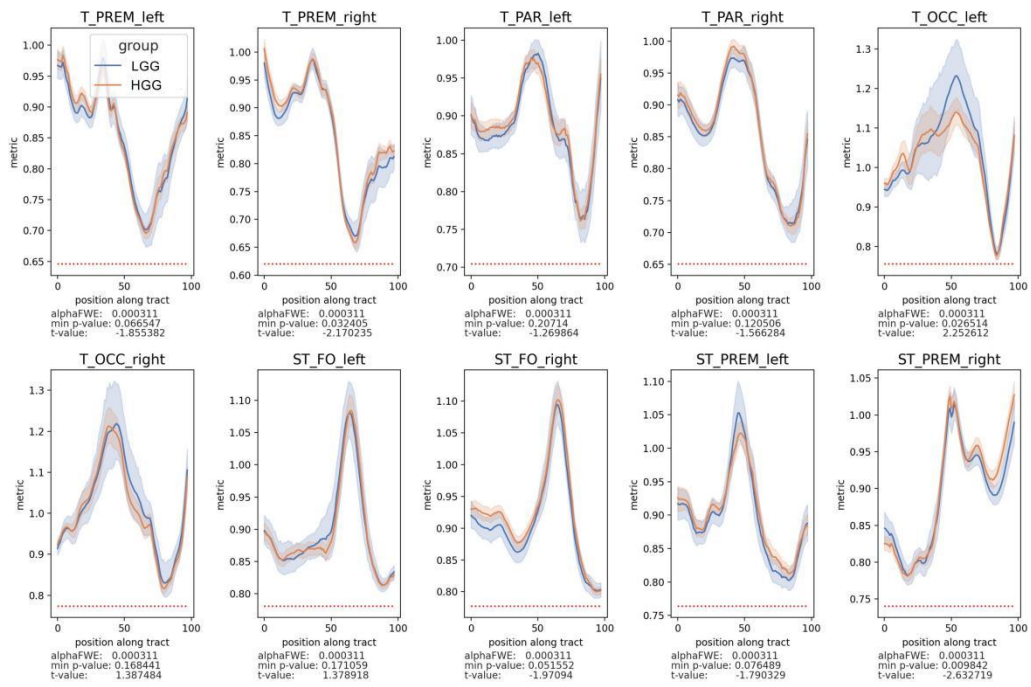 T_PREM_left
T_PREM_right
T_PAR_left
T_PAR_right
T_OCC_left
group
LGG
HGG
metric
metric
metric
metric
metric
1.00
0.95
0.90
0.85
0.80
0.75
0.70
0.65
1.00
0.95
0.90
0.85
0.80
0.75
0.70
0.65
0.60
1.00
0.95
0.90
0.85
0.80
0.75
0.70
1.00
0.95
0.90
0.85
0.80
0.75
0.70
0.65
1.3
1.2
1.1
1.0
0.9
0.8
0 50 100
0 50 100
0 50 100
0 50 100
0 50 100
position along tract
position along tract
position along tract
position along tract
position along tract
alphaFWE: 0.000311
min p-value: 0.066547
t-value: -1.855382
alphaFWE: 0.000311
min p-value: 0.032405
t-value: -2.170235
alphaFWE: 0.000311
min p-value: 0.20714
t-value: -1.269864
alphaFWE: 0.000311
min p-value: 0.120506
t-value: -1.566284
alphaFWE: 0.000311
min p-value: 0.026514
t-value: 2.252612
T_OCC_right
ST_FO_left
ST_FO_right
ST_PREM_left
ST_PREM_right
metric
metric
metric
metric
metric
1.3
1.2
1.1
1.0
0.9
0.8
1.10
1.05
1.00
0.95
0.90
0.85
0.80
1.10
1.05
1.00
0.95
0.90
0.85
0.80
1.10
1.05
1.00
0.95
0.90
0.85
0.80
0.75
1.05
1.00
0.95
0.90
0.85
0.80
0.75
0 50 100
0 50 100
0 50 100
0 50 100
0 50 100
position along tract
position along tract
position along tract
position along tract
position along tract
alphaFWE: 0.000311
min p-value: 0.168441
t-value: 1.387484
alphaFWE: 0.000311
min p-value: 0.171059
t-value: 1.378918
alphaFWE: 0.000311
min p-value: 0.051552
t-value: -1.97094
alphaFWE: 0.000311
min p-value: 0.076489
t-value: -1.790329
alphaFWE: 0.000311
min p-value: 0.009842
t-value: -2.632719